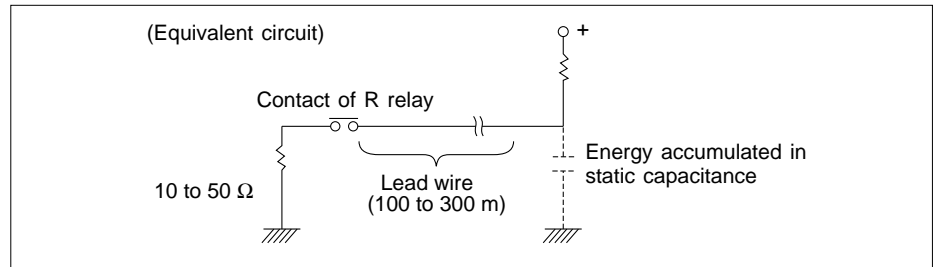 (Equivalent circuit)
+
Contact of R relay
10 to 50 Ω
Lead wire
(100 to 300 m)
Energy accumulated in
static capacitance